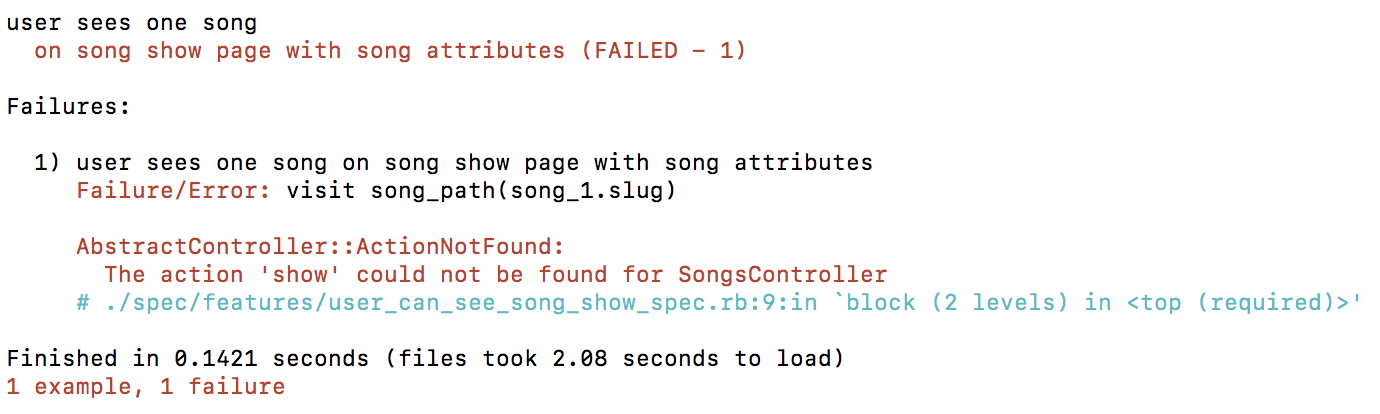 user sees one song
on song show page with song attributes (FAILED - 1)
Failures:
1) user sees one song on song show page with song attributes
Failure/Error: visit song_path(song_1.slug)
AbstractController::ActionNotFound:
The action 'show' could not be found for SongsController
# ./spec/features/user_can_see_song_show_spec.rb:9:in `block (2 levels) in <top (required)>'
Finished in 0.1421 seconds (files took 2.08 seconds to load)
1 example, 1 failure